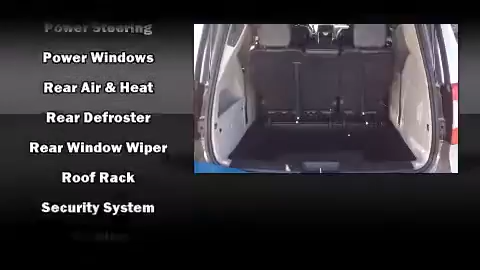 Power Steering
Power Windows
Rear Air & Heat
Rear Defroster
Rear Window Wiper
Roof Rack
Security System